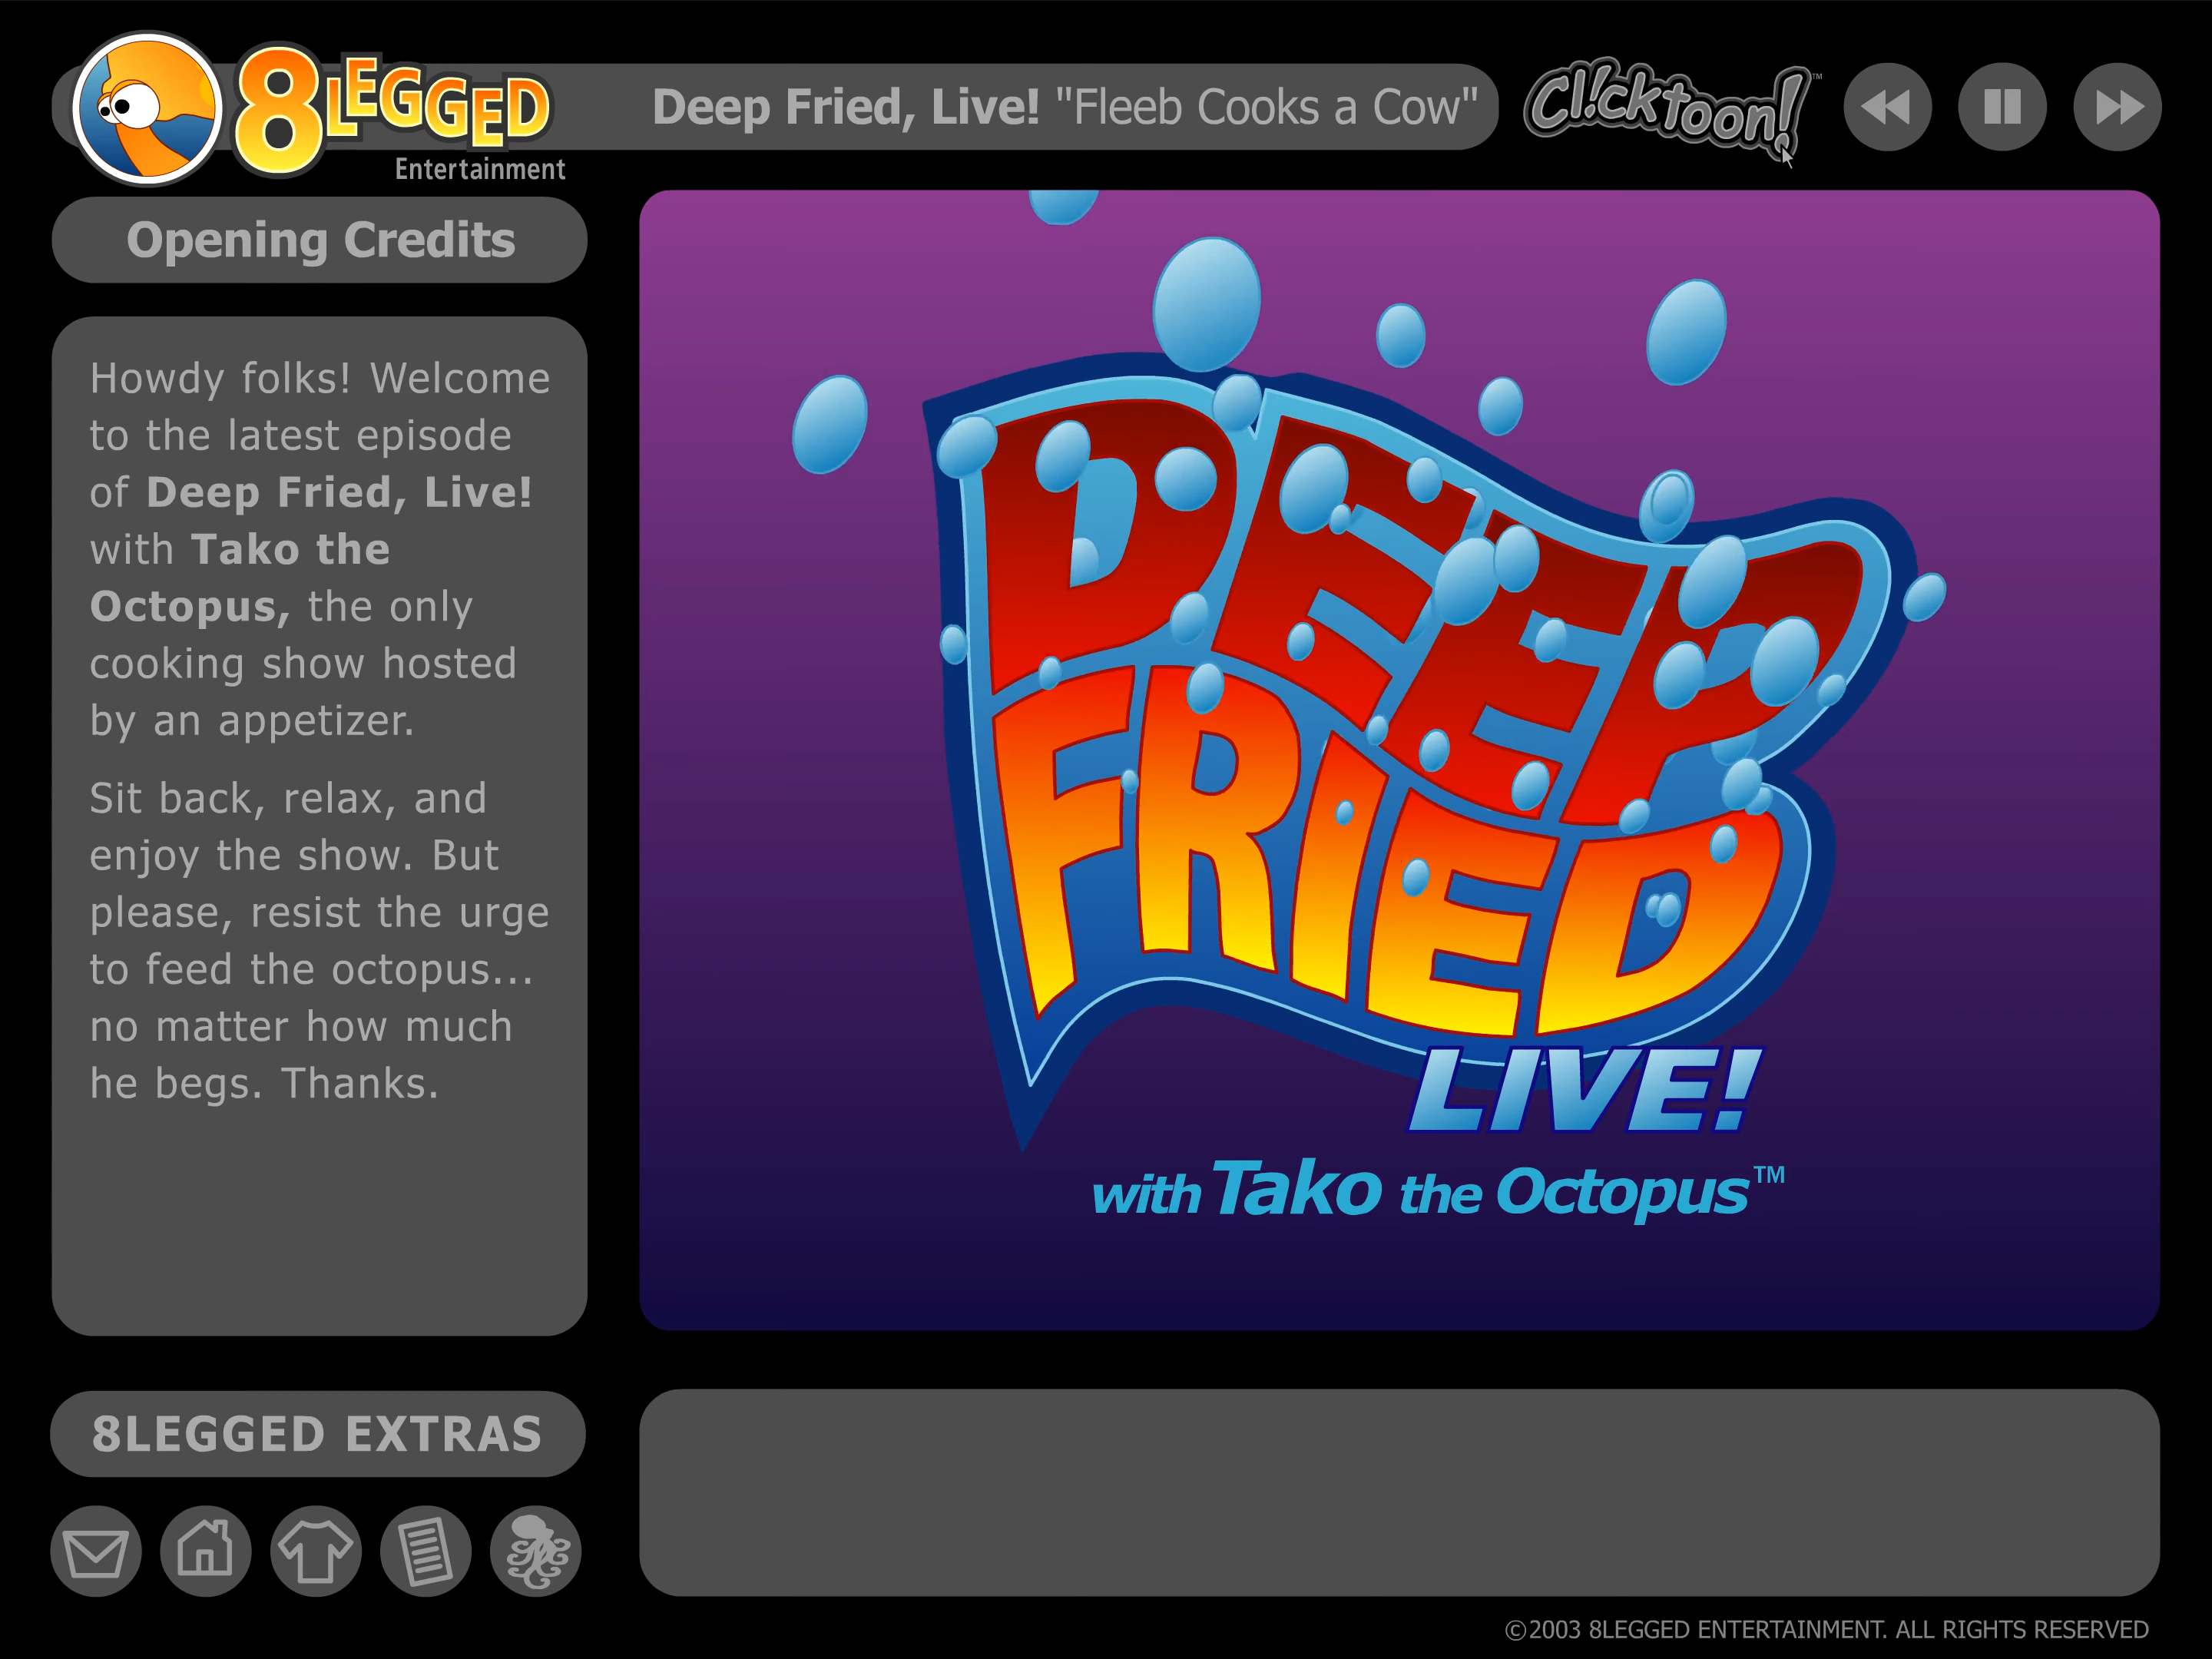 8LEGGED
Entertainment
Deep Fried, Live! "Fleeb Cooks a Cow"
Cl!cktoon!™
Opening Credits
Howdy folks! Welcome
to the latest episode
of Deep Fried, Live!
with Tako the
Octopus, the only
cooking show hosted
by an appetizer.
Sit back, relax, and
enjoy the show. But
please, resist the urge
to feed the octopus...
no matter how much
he begs. Thanks.
DEEP
FRIED
LIVE!
with Tako the Octopus™
8LEGGED EXTRAS
©2003 8LEGGED ENTERTAINMENT. ALL RIGHTS RESERVED